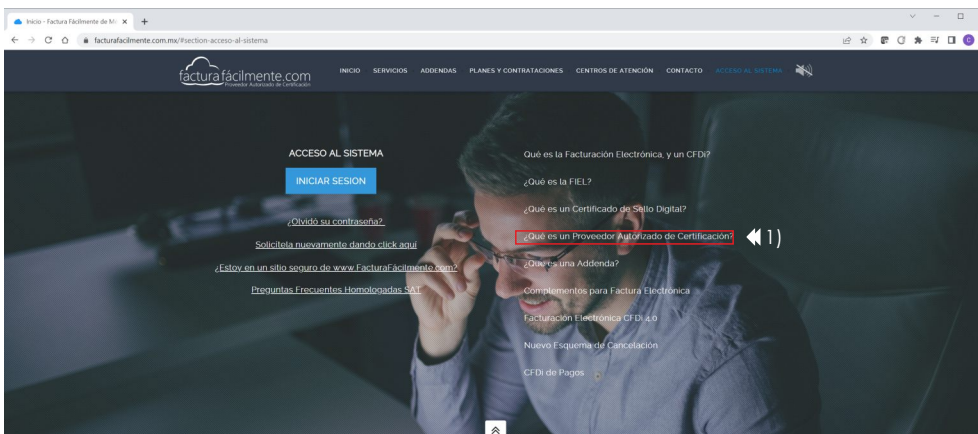 Inicio - Factura Fácilmente de Mé
facturafacilmente.com.mx/#section-acceso-al-sistema
C
factura fácilmente.com
Proveedor Autorizado de Certificación
INICIO SERVICIOS ADDENDAS PLANES Y CONTRATACIONES CENTROS DE ATENCIÓN CONTACTO ACCESO AL SISTEMA
ACCESO AL SISTEMA
INICIAR SESION
¿Olvidó su contraseña?
Solicítela nuevamente dando click aquí
¿Estoy en un sitio seguro de www.FacturaFácilmente.com?
Preguntas Frecuentes Homologadas SAT
Qué es la Facturación Electrónica, y un CFDi?
¿Qué es la FIEL?
¿Qué es un Certificado de Sello Digital?
¿Qué es un Proveedor Autorizado de Certificación? 1)
¿Qué es una Addenda?
Complementos para Factura Electrónica
Facturación Electrónica CFDi 4.0
Nuevo Esquema de Cancelación
CFDi de Pagos